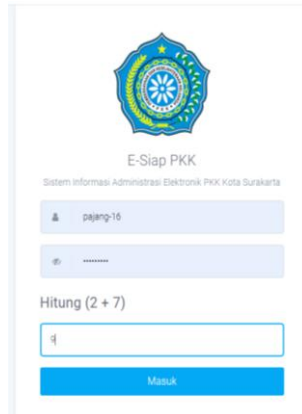 E-Siap PKK
Sistem Informasi Administrasi Elektronik PKK Kota Surakarta
pajang-16
•••••••••
Hitung (2 + 7)
9
Masuk